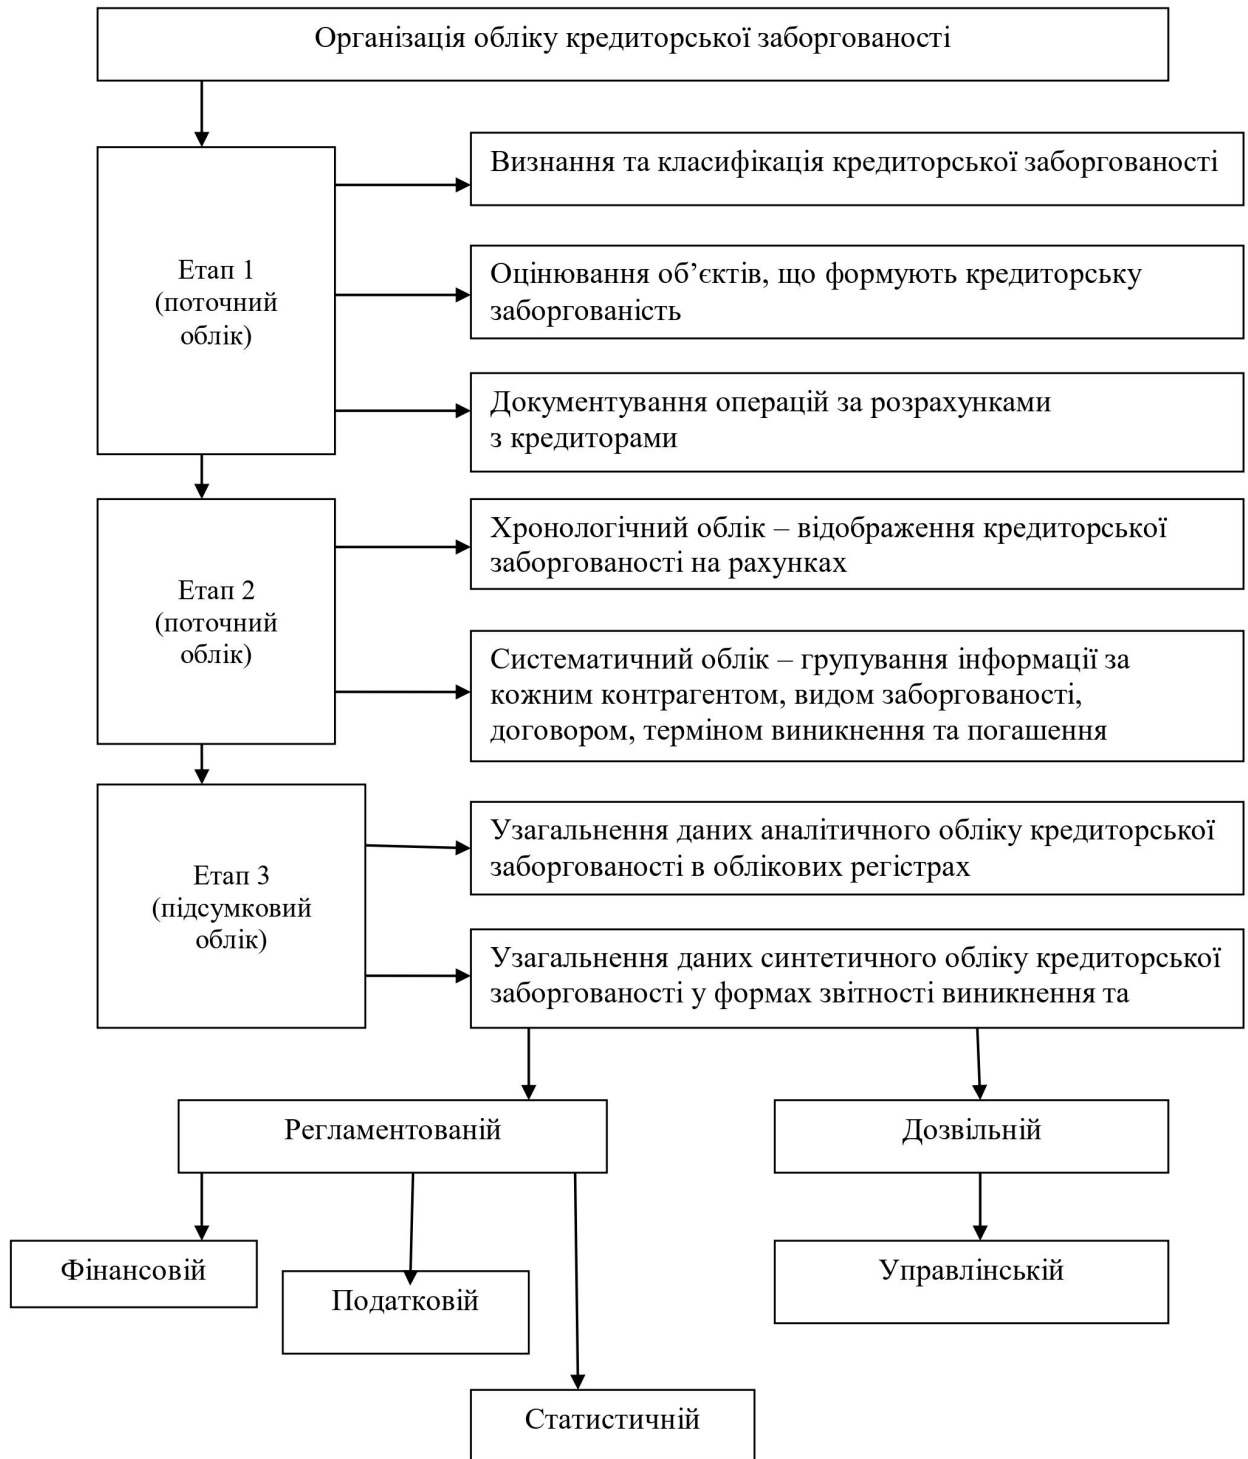 Організація обліку кредиторської заборгованості
Етап 1
(поточний
облік)
Визнання та класифікація кредиторської заборгованості
Оцінювання об’єктів, що формують кредиторську
заборгованість
Документування операцій за розрахунками
з кредиторами
Етап 2
(поточний
облік)
Хронологічний облік – відображення кредиторської
заборгованості на рахунках
Систематичний облік – групування інформації за
кожним контрагентом, видом заборгованості,
договором, терміном виникнення та погашення
Етап 3
(підсумковий
облік)
Узагальнення даних аналітичного обліку кредиторської
заборгованості в облікових регістрах
Узагальнення даних синтетичного обліку кредиторської
заборгованості у формах звітності виникнення та
Регламентованій
Дозвільній
Фінансовій
Податковій
Статистичній
Управлінській